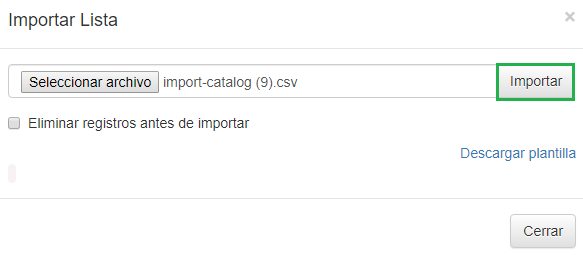 Importar Lista ×
Seleccionar archivo import-catalog (9).csv Importar
Eliminar registros antes de importar
Descargar plantilla
Cerrar